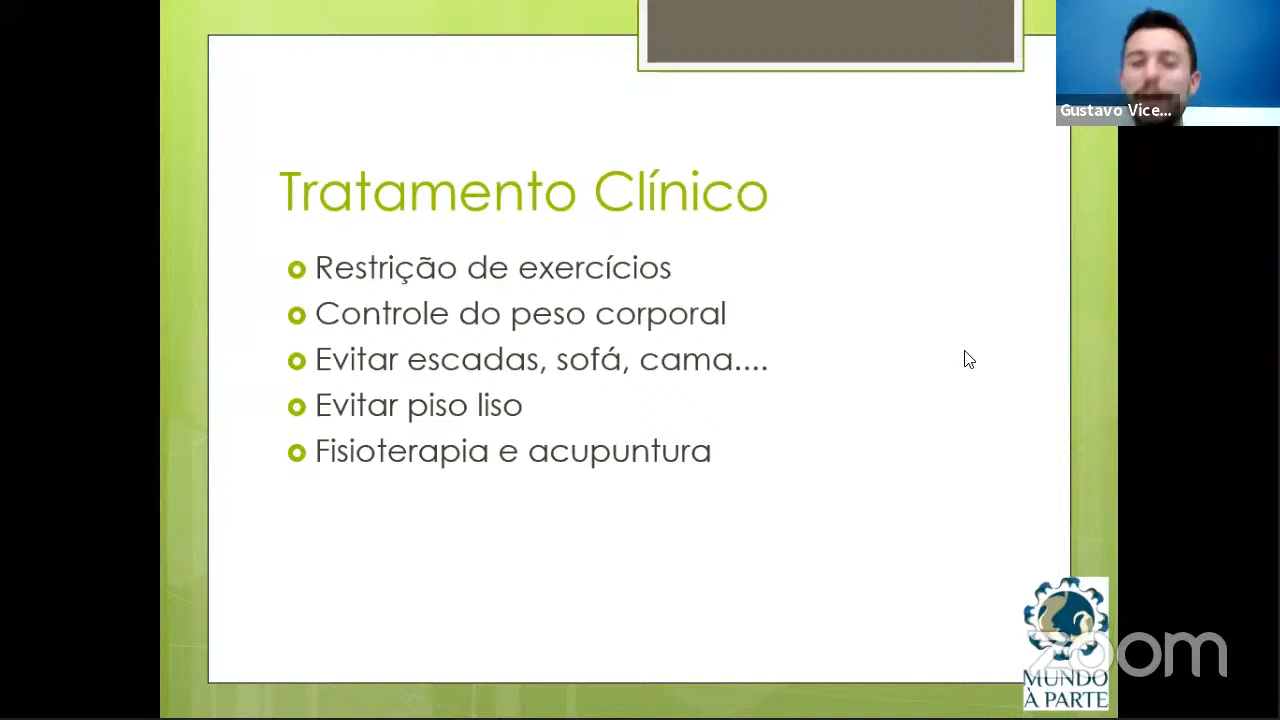 Gustavo Vice...
Tratamento Clínico
Restrição de exercícios
Controle do peso corporal
Evitar escadas, sofá, cama....
Evitar piso liso
Fisioterapia e acupuntura
zoom
MUNDO
À PARTE